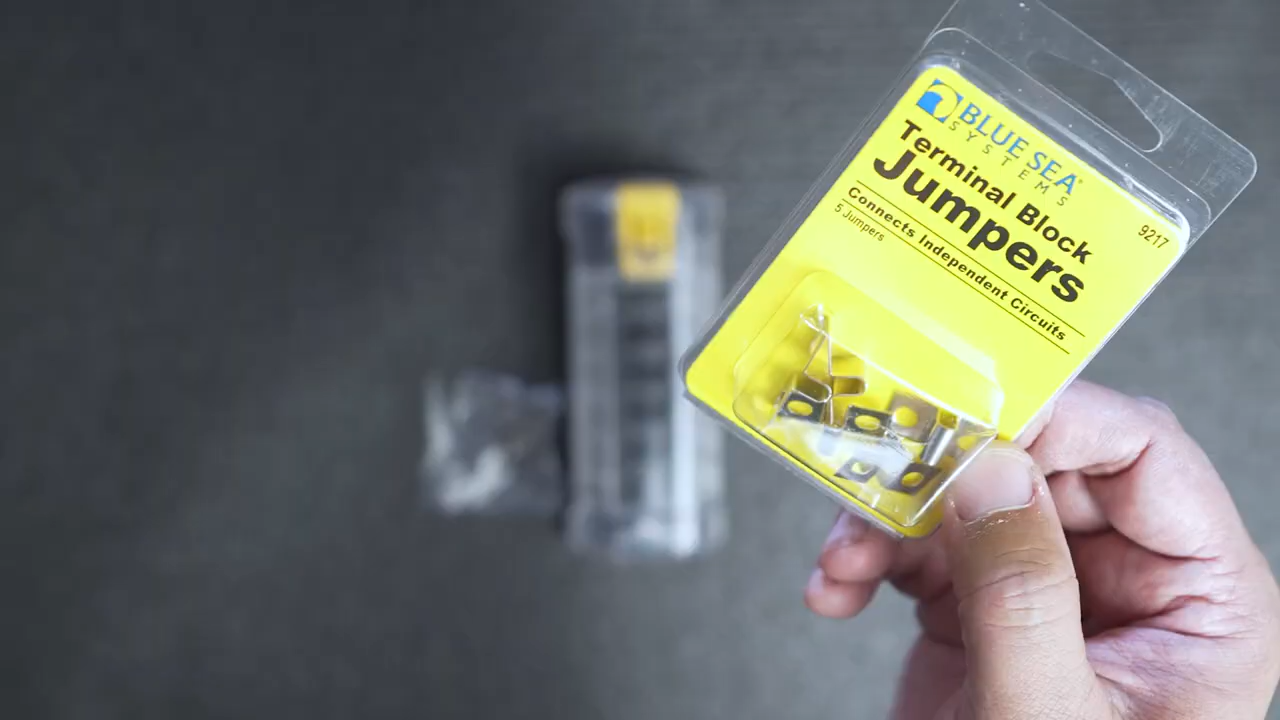 BLUE SEA®
SYSTEMS
Terminal Block
Jumpers
9217
Connects Independent Circuits
5 Jumpers